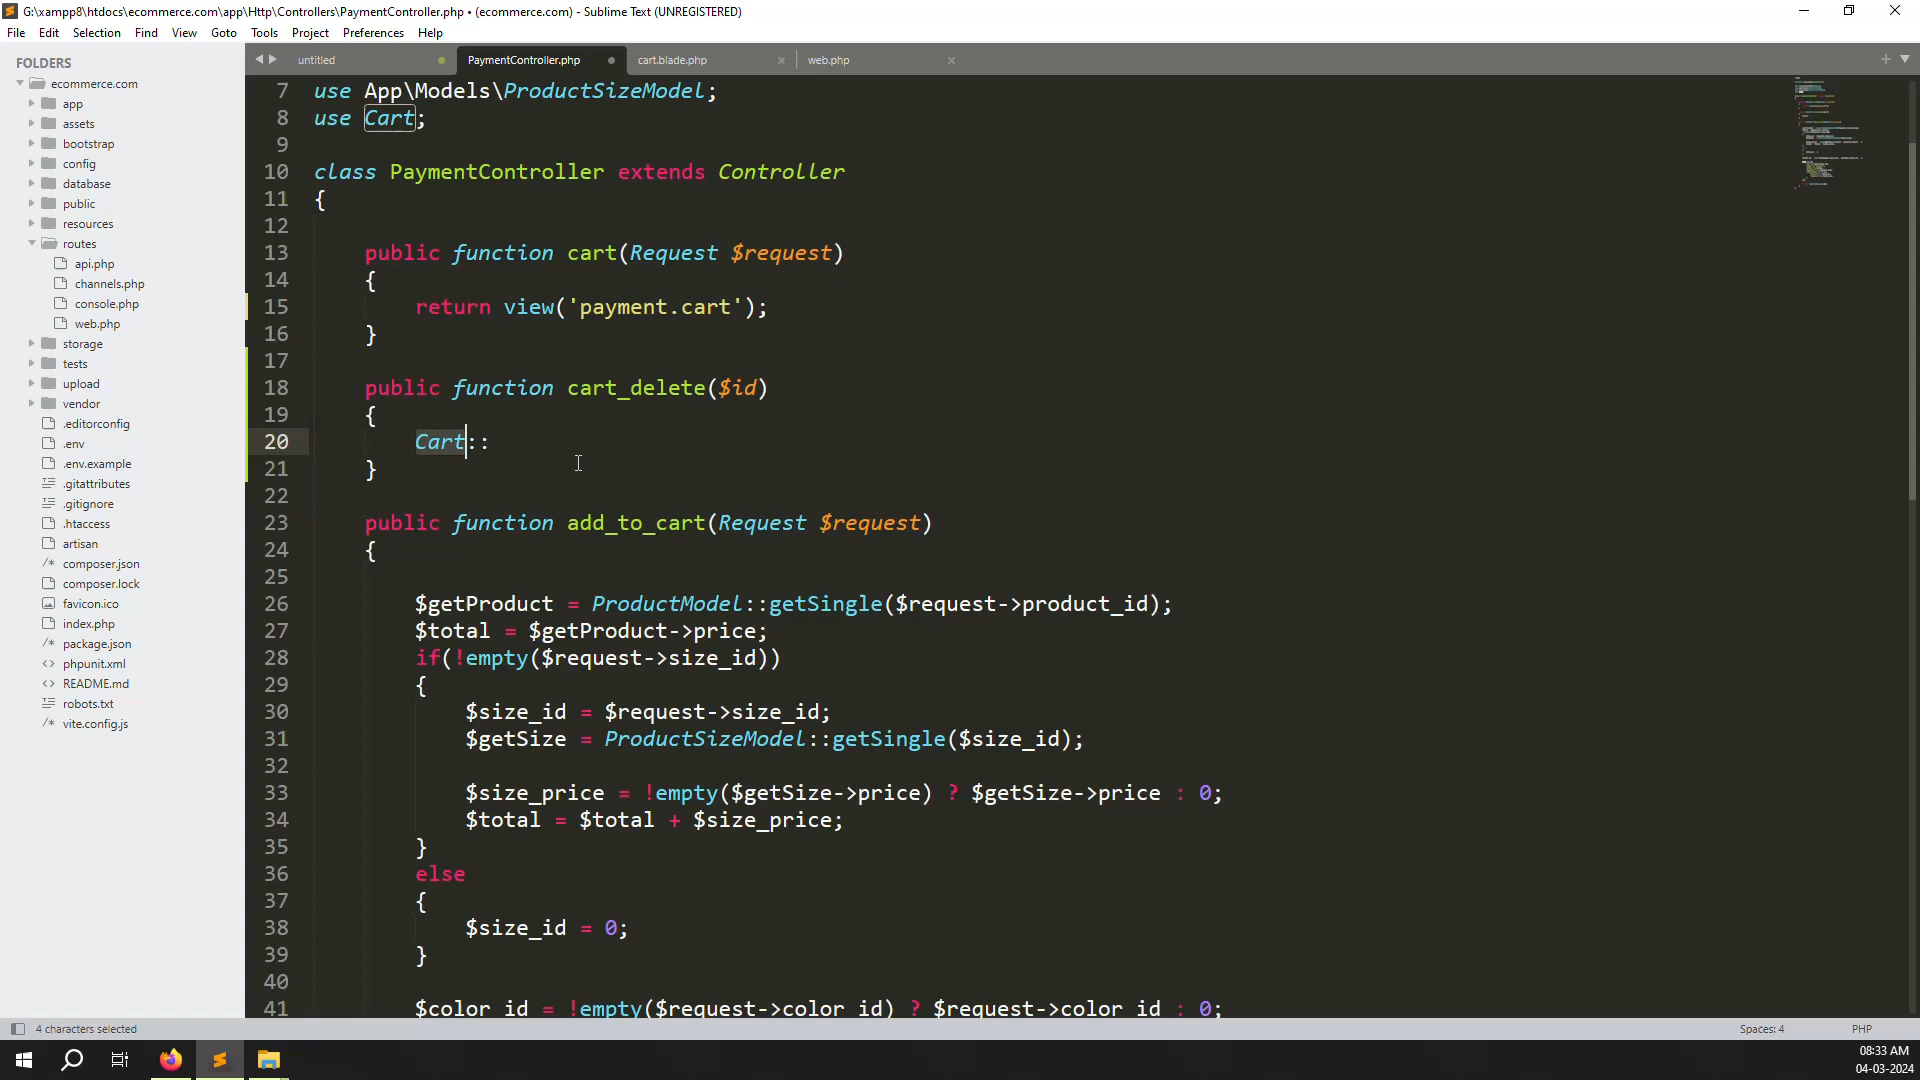 G:\xampp8\htdocs\ecommerce.com\app\Http\Controllers\PaymentController.php • (ecommerce.com) - Sublime Text (UNREGISTERED)
File Edit Selection Find View Goto Tools Project Preferences Help
FOLDERS
ecommerce.com
app
assets
bootstrap
config
database
public
resources
routes
api.php
channels.php
console.php
web.php
storage
tests
upload
vendor
.editorconfig
.env
.env.example
.gitattributes
.gitignore
.htaccess
artisan
composer.json
composer.lock
favicon.ico
index.php
package.json
phpunit.xml
README.md
robots.txt
vite.config.js
untitled PaymentController.php cart.blade.php web.php
7 use App\Models\ProductSizeModel;
8 use Cart;
9
10 class PaymentController extends Controller
11 {
12
13 public function cart(Request $request)
14 {
15 return view('payment.cart');
16 }
17
18 public function cart_delete($id)
19 {
20 Cart::
21 }
22
23 public function add_to_cart(Request $request)
24 {
25
26 $getProduct = ProductModel::getSingle($request->product_id);
27 $total = $getProduct->price;
28 if(!empty($request->size_id))
29 {
30 $size_id = $request->size_id;
31 $getSize = ProductSizeModel::getSingle($size_id);
32
33 $size_price = !empty($getSize->price) ? $getSize->price : 0;
34 $total = $total + $size_price;
35 }
36 else
37 {
38 $size_id = 0;
39 }
40
41 $color_id = !empty($request->color_id) ? $request->color_id : 0;
4 characters selected
Spaces: 4 PHP
08:33 AM
04-03-2024